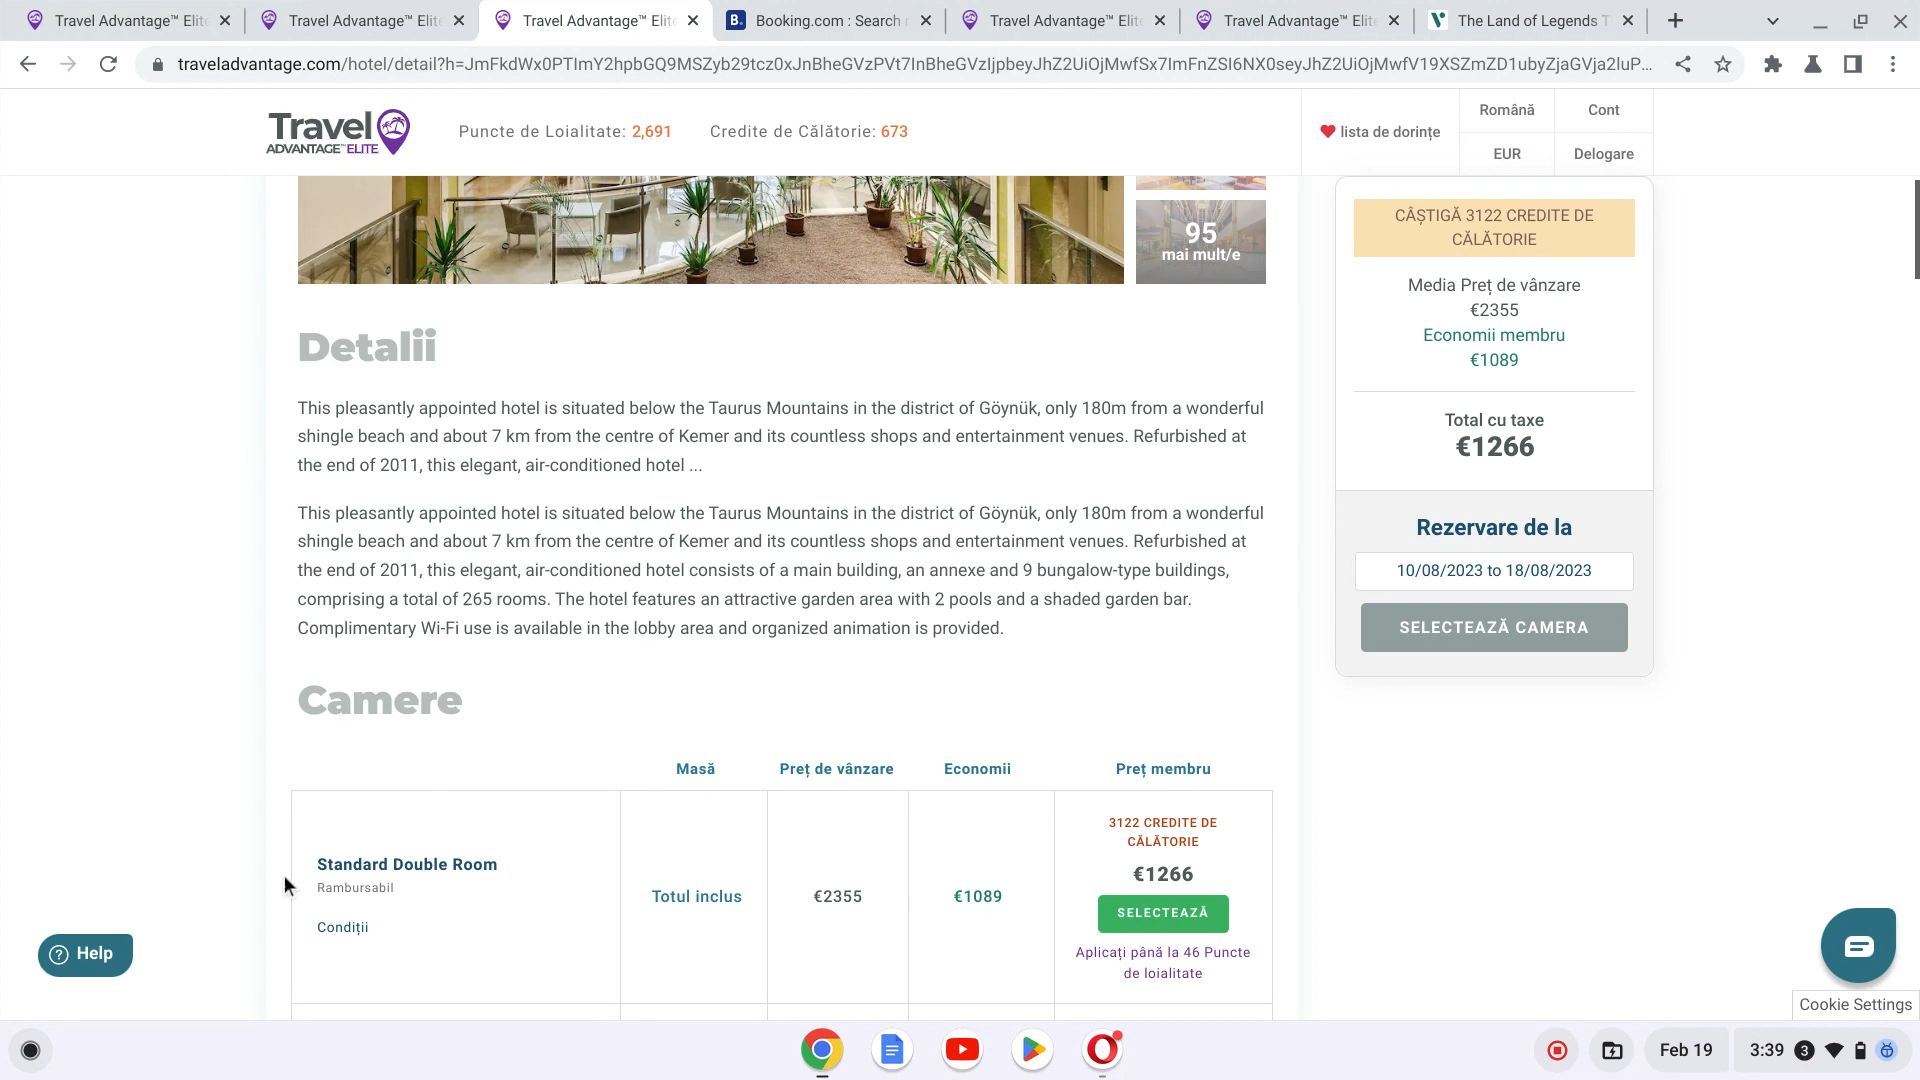 Travel Advantage™ Elite
Travel Advantage™ Elite
Travel Advantage™ Elite
B. Booking.com : Search
Travel Advantage™ Elite
Travel Advantage™ Elite
The Land of Legends T
traveladvantage.com/hotel/detail?h=JmFkdWx0PTImY2hpbGQ9MSZyb29tcz0xJnBheGVzPVt7InBheGVzIjpbeyJhZ2UiOjMwfSx7ImFnZSI6NX0seyJhZ2UiOjMwfV19XSZmZD1ubyZjaGVja2luP...
Travel
ADVANTAGE™ELITE
Puncte de Loialitate: 2,691
Credite de Călătorie: 673
lista de dorințe
Română
Cont
EUR
Delogare
95
mai mult/e
CÂȘTIGĂ 3122 CREDITE DE
CĂLĂTORIE
Media Preț de vânzare
€2355
Economii membru
€1089
Total cu taxe
€1266
Rezervare de la
10/08/2023 to 18/08/2023
SELECTEAZĂ CAMERA
Detalii
This pleasantly appointed hotel is situated below the Taurus Mountains in the district of Göynük, only 180m from a wonderful
shingle beach and about 7 km from the centre of Kemer and its countless shops and entertainment venues. Refurbished at
the end of 2011, this elegant, air-conditioned hotel ...
This pleasantly appointed hotel is situated below the Taurus Mountains in the district of Göynük, only 180m from a wonderful
shingle beach and about 7 km from the centre of Kemer and its countless shops and entertainment venues. Refurbished at
the end of 2011, this elegant, air-conditioned hotel consists of a main building, an annexe and 9 bungalow-type buildings,
comprising a total of 265 rooms. The hotel features an attractive garden area with 2 pools and a shaded garden bar.
Complimentary Wi-Fi use is available in the lobby area and organized animation is provided.
Camere
Masă
Preț de vânzare
Economii
Preț membru
Standard Double Room
Rambursabil
Condiții
Totul inclus
€2355
€1089
3122 CREDITE DE
CĂLĂTORIE
€1266
SELECTEAZĂ
Aplicați până la 46 Puncte
de loialitate
Help
Cookie Settings
Feb 19
3:39
3